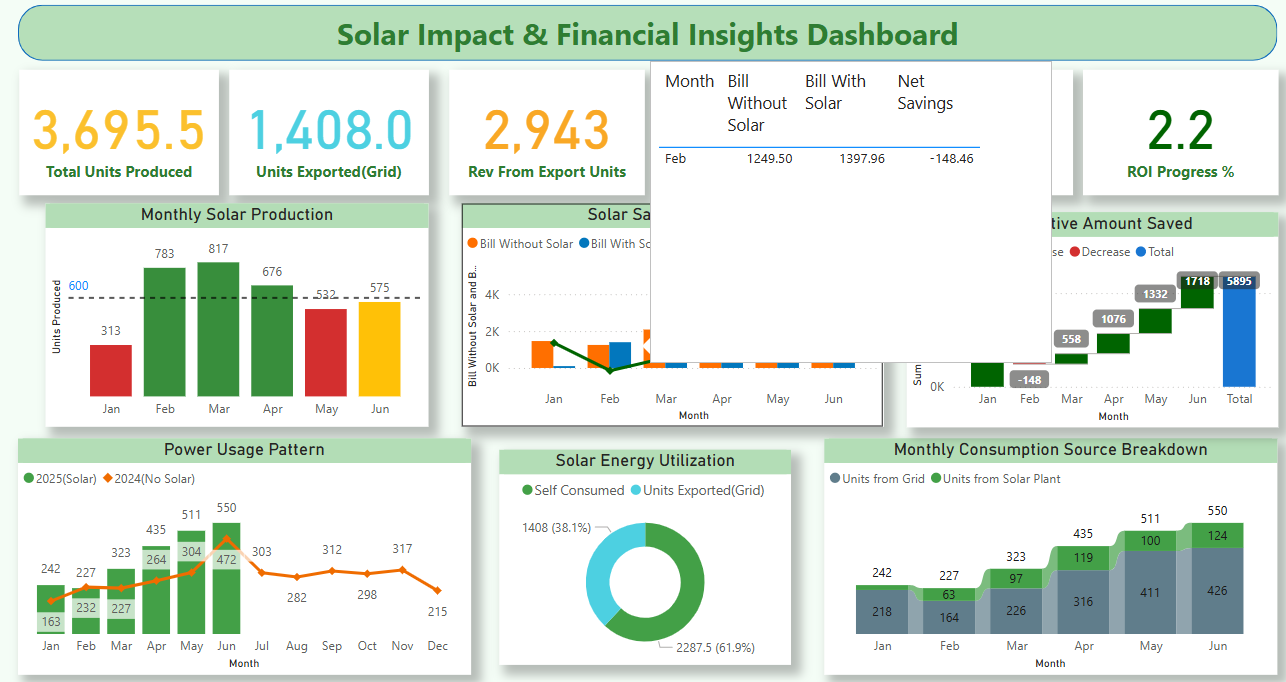 Solar Impact & Financial Insights Dashboard
3,695.5
Total Units Produced
1,408.0
Units Exported(Grid)
2,943
Rev From Export Units
2.2
ROI Progress %
Month Bill Without Solar Bill With Solar Net Savings
Feb 1249.50 1397.96 -148.46
Monthly Solar Production
Units Produced
600
313 783 817 676 532 575
Jan Feb Mar Apr May Jun
Solar Sa
Bill Without Solar Bill With So
Bill Without Solar and B...
4K
2K
0K
Jan Feb Mar Apr May Jun
Month
tive Amount Saved
se Decrease Total
Sum
0K
-148 558 1076 1332 1718 5895
Jan Feb Mar Apr May Jun Total
Month
Power Usage Pattern
2025(Solar) 2024(No Solar)
242 227 323 435 511 550
163 232 227 264 304 472 303 282 312 298 317 215
Jan Feb Mar Apr May Jun Jul Aug Sep Oct Nov Dec
Month
Solar Energy Utilization
Self Consumed Units Exported(Grid)
1408 (38.1%)
2287.5 (61.9%)
Monthly Consumption Source Breakdown
Units from Grid Units from Solar Plant
242 227 323 435 511 550
63 97 119 100 124
218 164 226 316 411 426
Jan Feb Mar Apr May Jun
Month